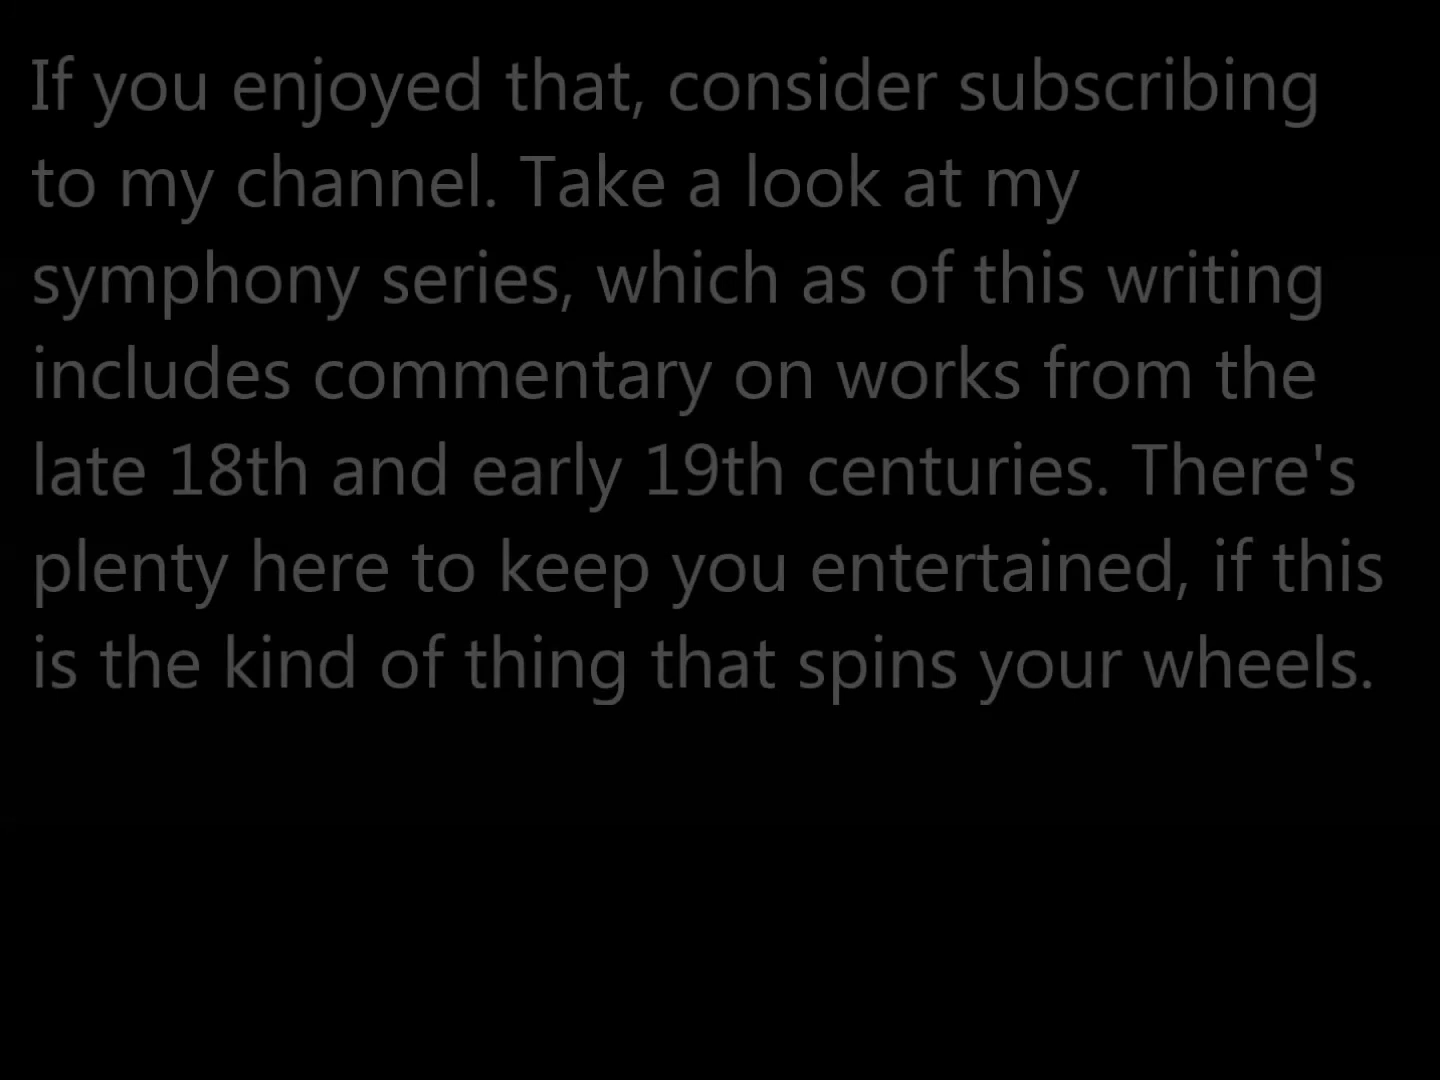 If you enjoyed that, consider subscribing
to my channel. Take a look at my
symphony series, which as of this writing
includes commentary on works from the
late 18th and early 19th centuries. There's
plenty here to keep you entertained, if this
is the kind of thing that spins your wheels.